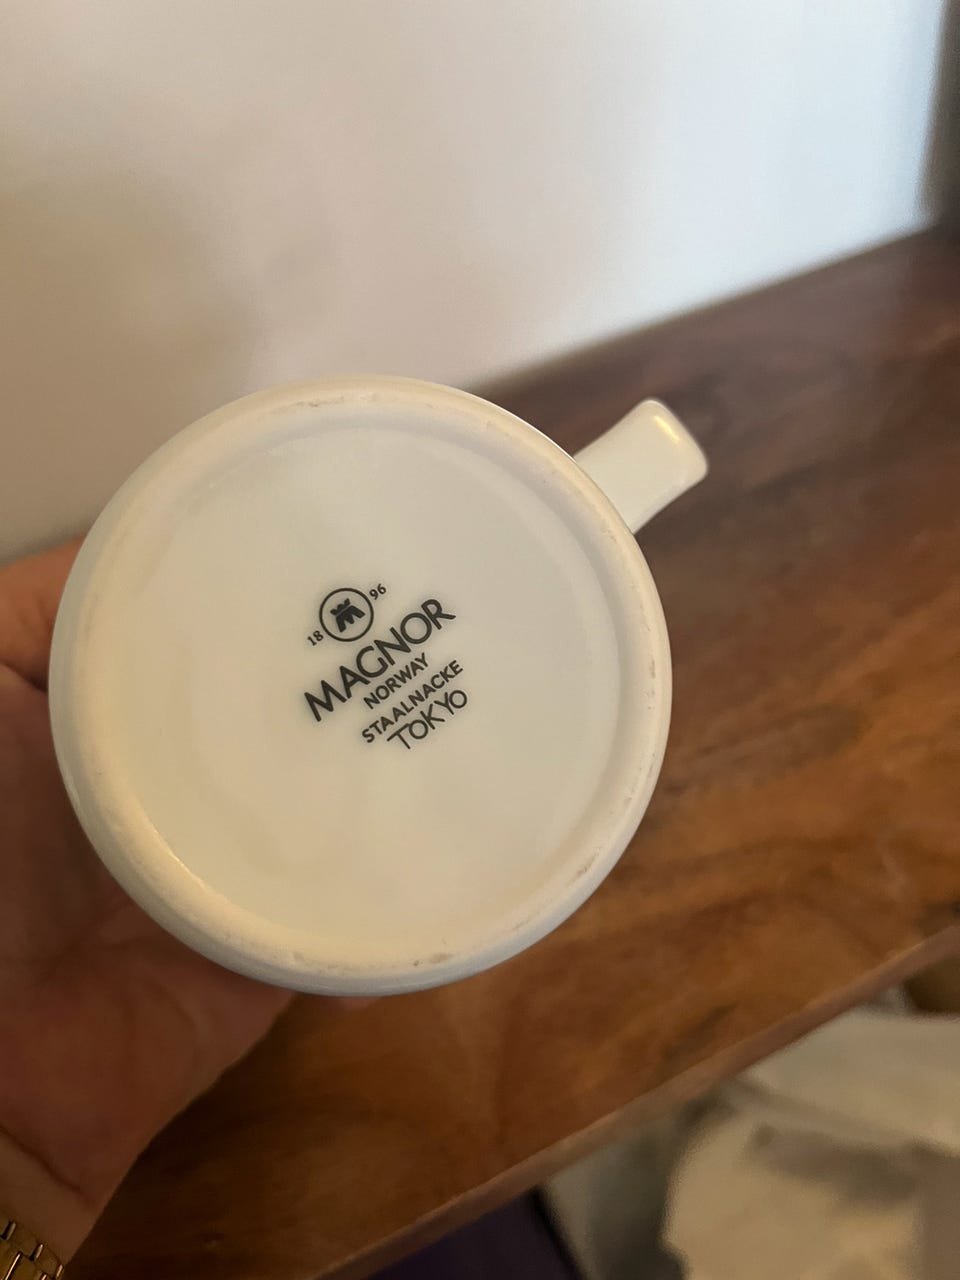 18 96
MAGNOR
NORWAY
STAALNACKE
TOKYO